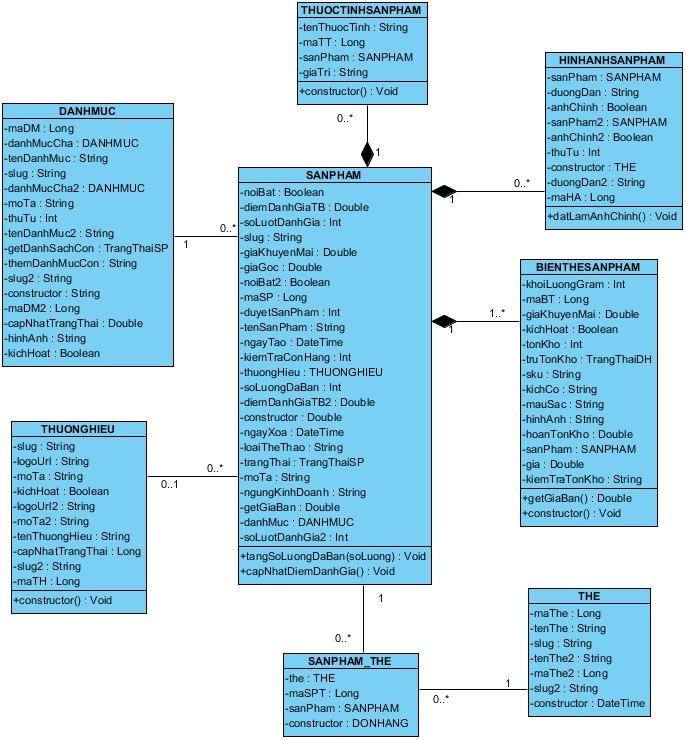 THUOCTINHSANPHAM
-tenThuocTinh : String
-maTT : Long
-sanPham : SANPHAM
-giaTri : String
+constructor() : Void
0..*
1
HINHANHSANPHAM
-sanPham : SANPHAM
-duongDan : String
-anhChinh : Boolean
-sanPham2 : SANPHAM
-anhChinh2 : Boolean
-thuTu : Int
-constructor : THE
-duongDan2 : String
-maHA : Long
+datLamAnhChinh() : Void
0..*
1
DANHMUC
-maDM : Long
-danhMucCha : DANHMUC
-tenDanhMuc : String
-slug : String
-danhMucCha2 : DANHMUC
-moTa : String
-thuTu : Int
-tenDanhMuc2 : String
-getDanhSachCon : TrangThaiSP
-themDanhMucCon : String
-slug2 : String
-constructor : String
-maDM2 : Long
-capNhatTrangThai : Double
-hinhAnh : String
-kichHoat : Boolean
1
0..*
SANPHAM
-noiBat : Boolean
-diemDanhGiaTB : Double
-soLuotDanhGia : Int
-slug : String
-giaKhuyenMai : Double
-giaGoc : Double
-noiBat2 : Boolean
-maSP : Long
-duyetSanPham : Int
-tenSanPham : String
-ngayTao : DateTime
-kiemTraConHang : Int
-thuongHieu : THUONGHIEU
-soLuongDaBan : Int
-diemDanhGiaTB2 : Double
-constructor : Double
-ngayXoa : DateTime
-loaiTheThao : String
-trangThai : TrangThaiSP
-moTa : String
-ngungKinhDoanh : String
-getGiaBan : Double
-danhMuc : DANHMUC
-soLuotDanhGia2 : Int
+tangSoLuongDaBan(soLuong) : Void
+capNhatDiemDanhGia() : Void
BIENTHESANPHAM
-khoiLuongGram : Int
-maBT : Long
-giaKhuyenMai : Double
-kichHoat : Boolean
-tonKho : Int
-truTonKho : TrangThaiDH
-sku : String
-kichCo : String
-mauSac : String
-hinhAnh : String
-hoanTonKho : Double
-sanPham : SANPHAM
-gia : Double
-kiemTraTonKho : String
+getGiaBan() : Double
+constructor() : Void
1..*
1
THUONGHIEU
-slug : String
-logoUrl : String
-moTa : String
-kichHoat : Boolean
-logoUrl2 : String
-moTa2 : String
-tenThuongHieu : String
-capNhatTrangThai : Long
-slug2 : String
-maTH : Long
+constructor() : Void
0..1
0..*
1
0..*
SANPHAM_THE
-the : THE
-maSPT : Long
-sanPham : SANPHAM
-constructor : DONHANG
0..*
1
THE
-maThe : Long
-tenThe : String
-slug : String
-tenThe2 : String
-maThe2 : Long
-slug2 : String
-constructor : DateTime